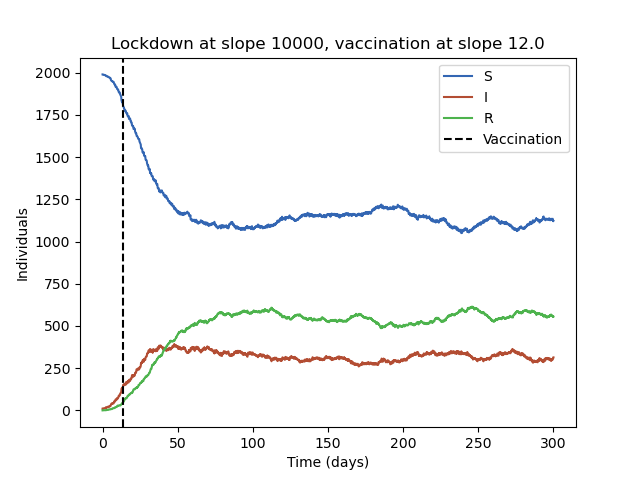 Lockdown at slope 10000, vaccination at slope 12.0
S
I
R
Vaccination
Individuals
2000
1750
1500
1250
1000
750
500
250
0
0 50 100 150 200 250 300
Time (days)